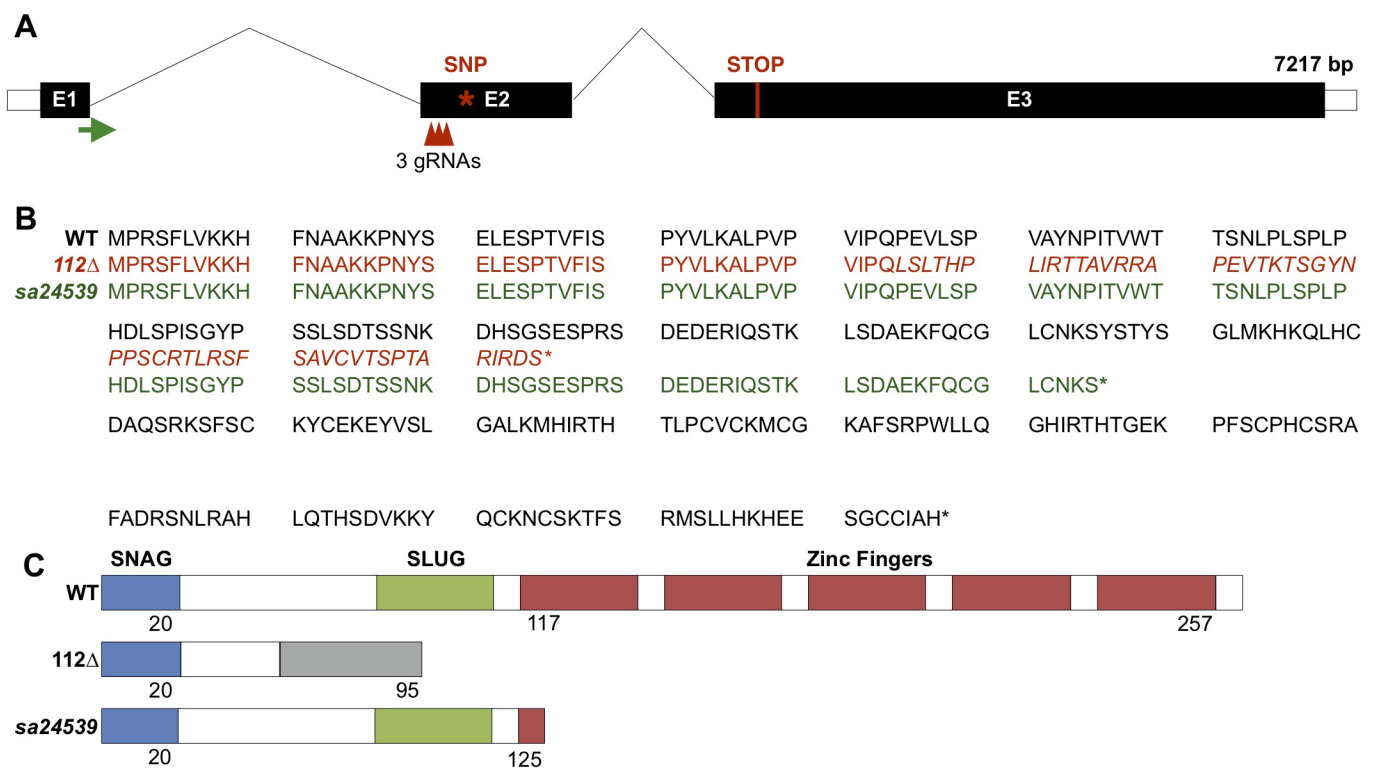 A
SNP STOP 7217 bp
E1 * E2 E3
3 gRNAs
B
WT MPRSFLVKKH FNAAKKPNYS ELESPTVFIS PYVLKALPVP VIPQPEVLSP VAYNPITVWT TSNLPLSPLP
112Δ MPRSFLVKKH FNAAKKPNYS ELESPTVFIS PYVLKALPVP VIPQLSLTHP LIRTTAVRRA PEVTKTSGYN
sa24539 MPRSFLVKKH FNAAKKPNYS ELESPTVFIS PYVLKALPVP VIPQPEVLSP VAYNPITVWT TSNLPLSPLP
HDLSPISGYP SSLSDTSSNK DHSGSESPRS DEDERIQSTK LSDAEKFQCG LCNKSYSTYS GLMKHKQLHC
PPSCRTLRSF SAVCVTSPTA RIRDS*
HDLSPISGYP SSLSDTSSNK DHSGSESPRS DEDERIQSTK LSDAEKFQCG LCNKS*
DAQSRKSFSC KYCEKEYVSL GALKMHIRTH TLPCVCKMCG KAFSRPWLLQ GHIRTHTGEK PFSCPHCSRA
FADRSNLRAH LQTHSDVKKY QCKNCSKTFS RMSLLHKHEE SGCCIAH*
C
SNAG SLUG Zinc Fingers
WT
20 117 257
112Δ
20 95
sa24539
20 125